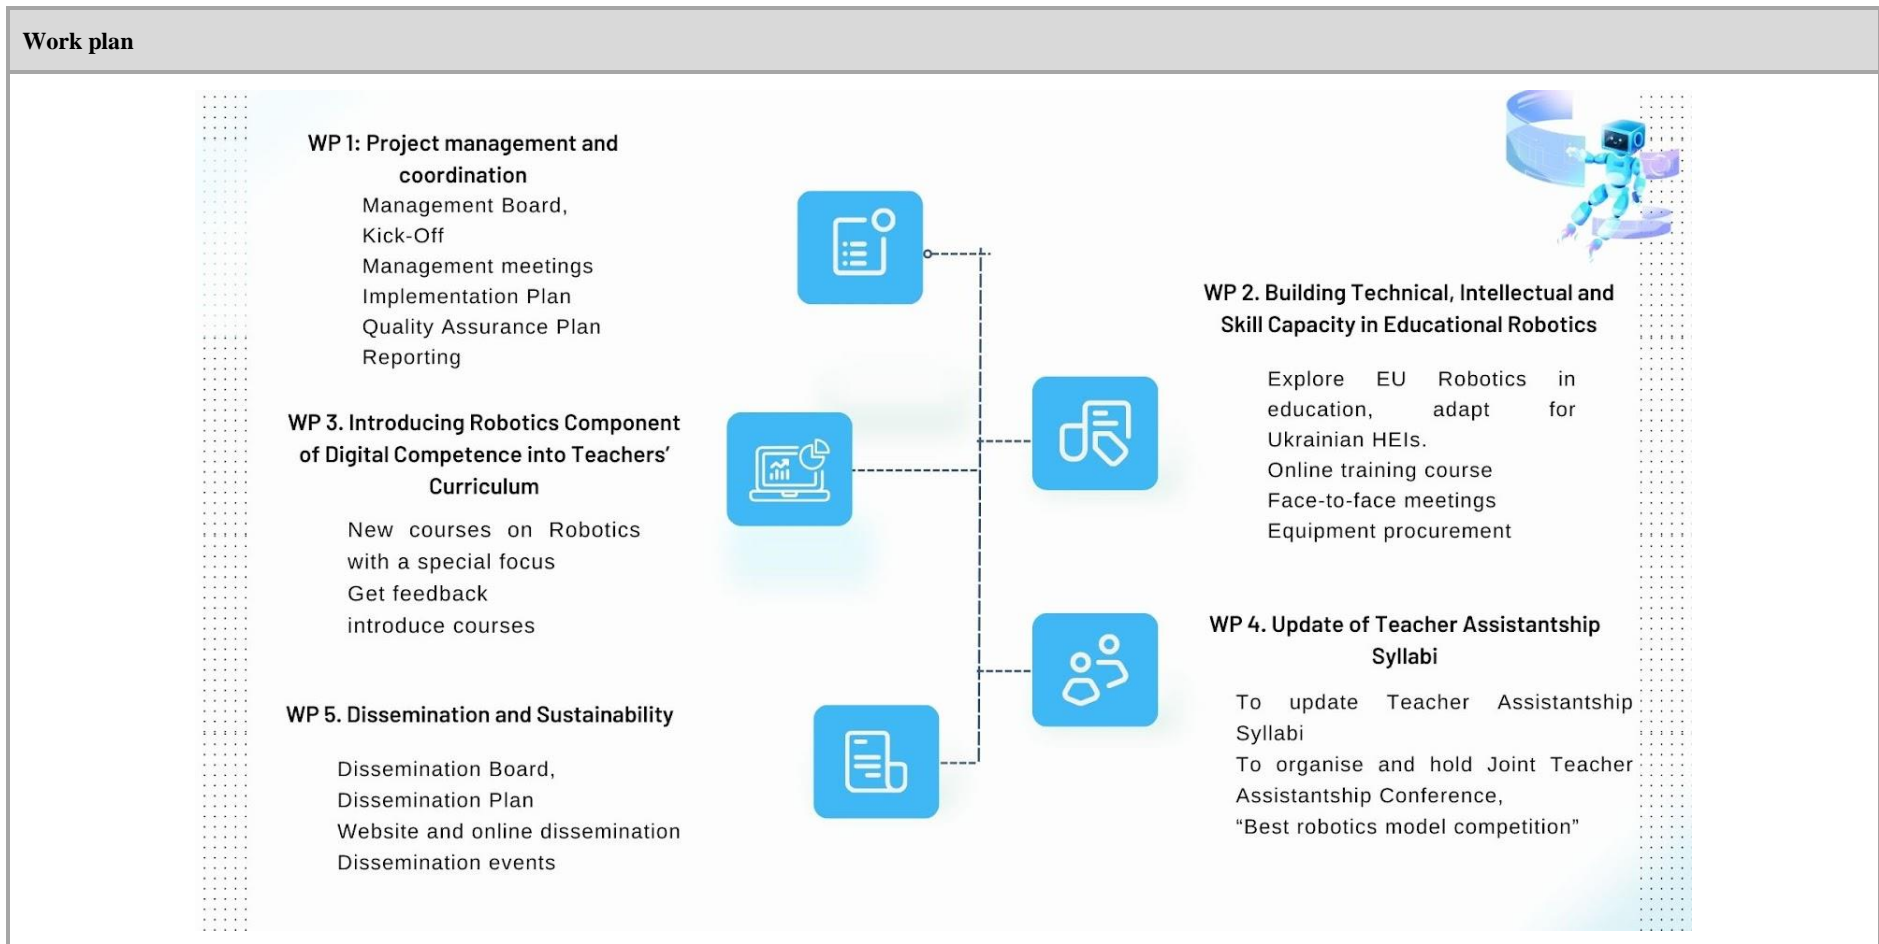 Work plan
WP 1: Project management and
coordination
Management Board,
Kick-Off
Management meetings
Implementation Plan
Quality Assurance Plan
Reporting
WP 2. Building Technical, Intellectual and
Skill Capacity in Educational Robotics
Explore EU Robotics in
education, adapt for
Ukrainian HEIs.
Online training course
Face-to-face meetings
Equipment procurement
WP 3. Introducing Robotics Component
of Digital Competence into Teachers’
Curriculum
New courses on Robotics
with a special focus
Get feedback
introduce courses
WP 4. Update of Teacher Assistantship
Syllabi
To update Teacher Assistantship
Syllabi
To organise and hold Joint Teacher
Assistantship Conference,
“Best robotics model competition”
WP 5. Dissemination and Sustainability
Dissemination Board,
Dissemination Plan
Website and online dissemination
Dissemination events